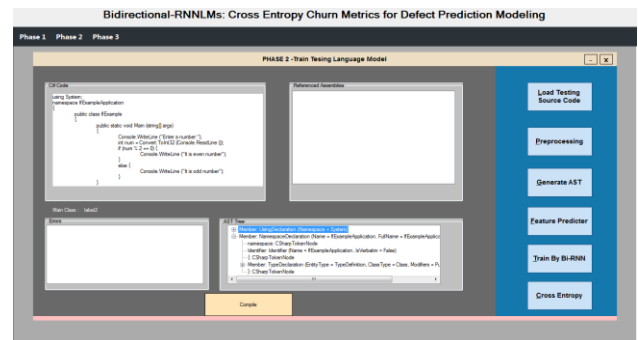 Bidirectional-RNNLMs: Cross Entropy Churn Metrics for Defect Prediction Modeling
Phase 1 Phase 2 Phase 3
PHASE 2 -Train Tesing Language Model
- x
C# Code
using System;
namespace IfExampleApplication
{
public class IfExample
{
public static void Main (string[] args)
{
Console.WriteLine ("Enter a number:");
int num = Convert.ToInt32 (Console.ReadLine ());
if (num % 2 == 0) {
Console.WriteLine ("It is even number");
}
else {
Console.WriteLine ("It is odd number");
}
}
Referenced Assemblies
Main Class : label2
Errors
AST Tree
Member: UsingDeclaration (Namespace = System)
Member: NamespaceDeclaration (Name = IfExampleApplication, FullName = IfExampleApplic
namespace: CSharpTokenNode
Identifier: Identifier (Name = IfExampleApplication, IsVerbatim = False)
{: CSharpTokenNode
Member: TypeDeclaration (EntityType = TypeDefinition, ClassType = Class, Modifiers = Pu
}: CSharpTokenNode
Compile
Load Testing
Source Code
Preprocessing
Generate AST
Feature Predicter
Train By Bi-RNN
Cross Entropy